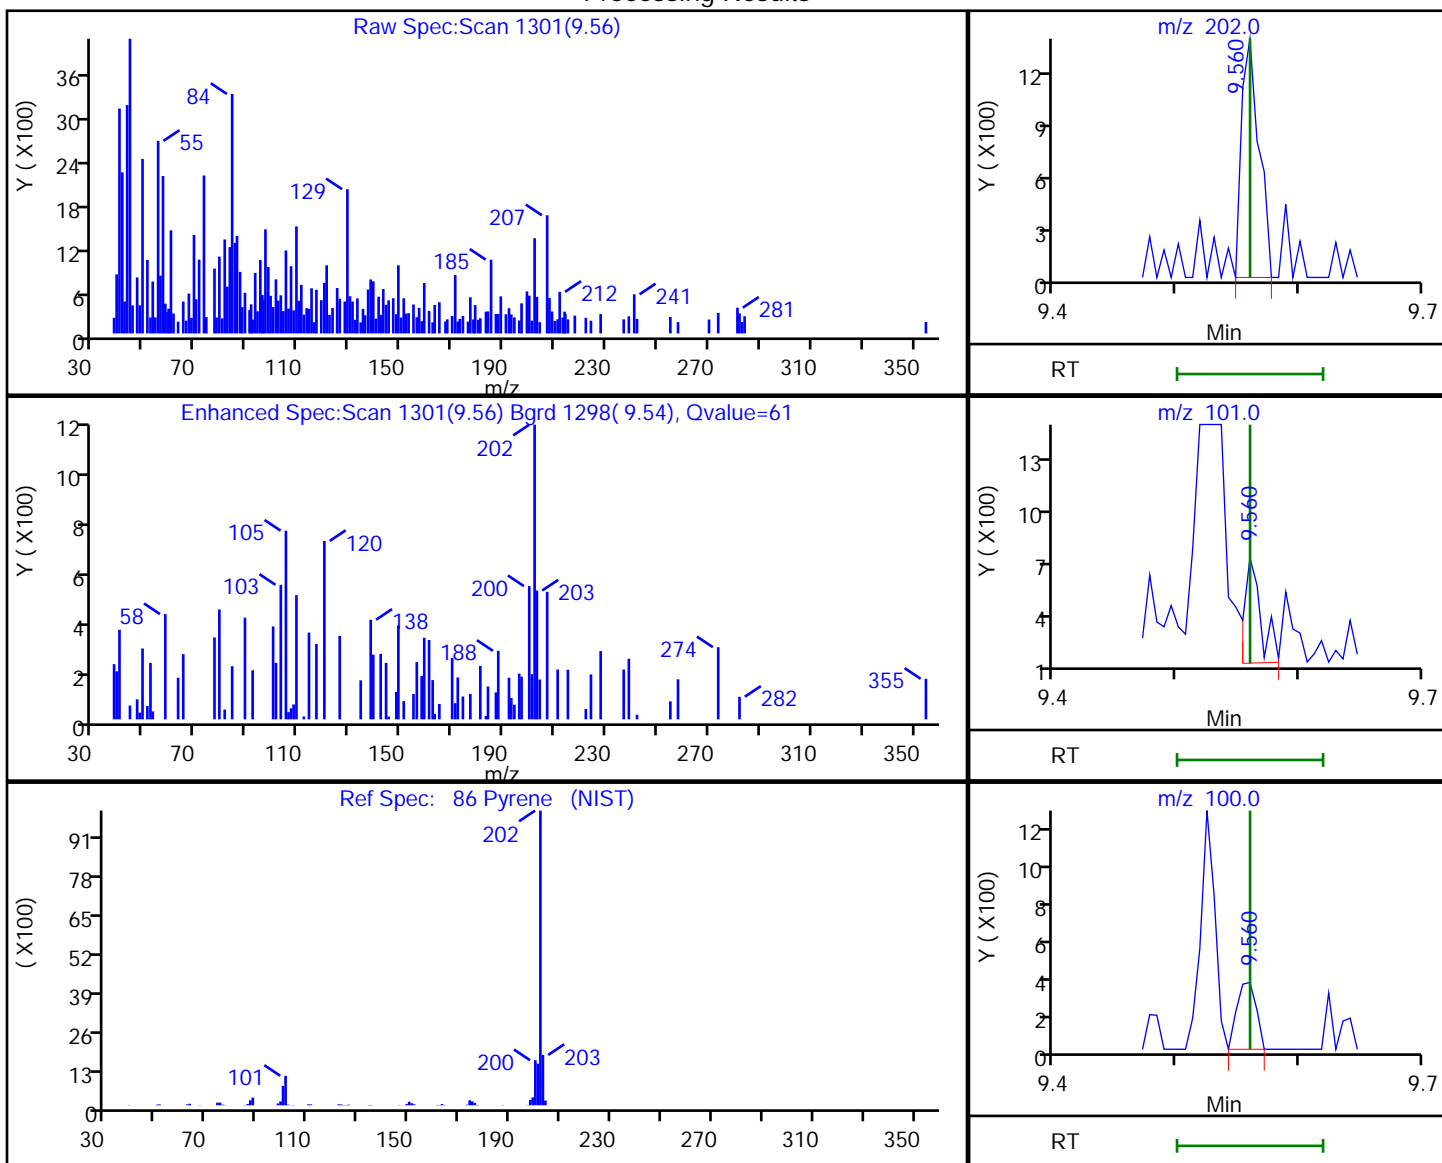 Processing Results
Raw Spec:Scan 1301(9.56)
Y ( X100)
36
30
24
18
12
6
0
84
55
129
207
185
212
241
281
30 70 110 150 190 230 270 310 350
m/z
m/z 202.0
Y ( X100)
12
9
6
3
0
9.560
9.4 9.7
Min
RT
Enhanced Spec:Scan 1301(9.56) Bgrd 1298( 9.54), Qvalue=61
Y ( X100)
12
10
8
6
4
2
0
202
105
120
103
200
203
58
138
188
274
282
355
30 70 110 150 190 230 270 310 350
m/z
m/z 101.0
Y ( X100)
13
10
7
4
1
9.560
9.4 9.7
Min
RT
Ref Spec: 86 Pyrene (NIST)
( X100)
91
78
65
52
39
26
13
0
202
200
203
101
30 70 110 150 190 230 270 310 350
m/z 100.0
Y ( X100)
12
10
8
6
4
2
0
9.560
9.4 9.7
Min
RT